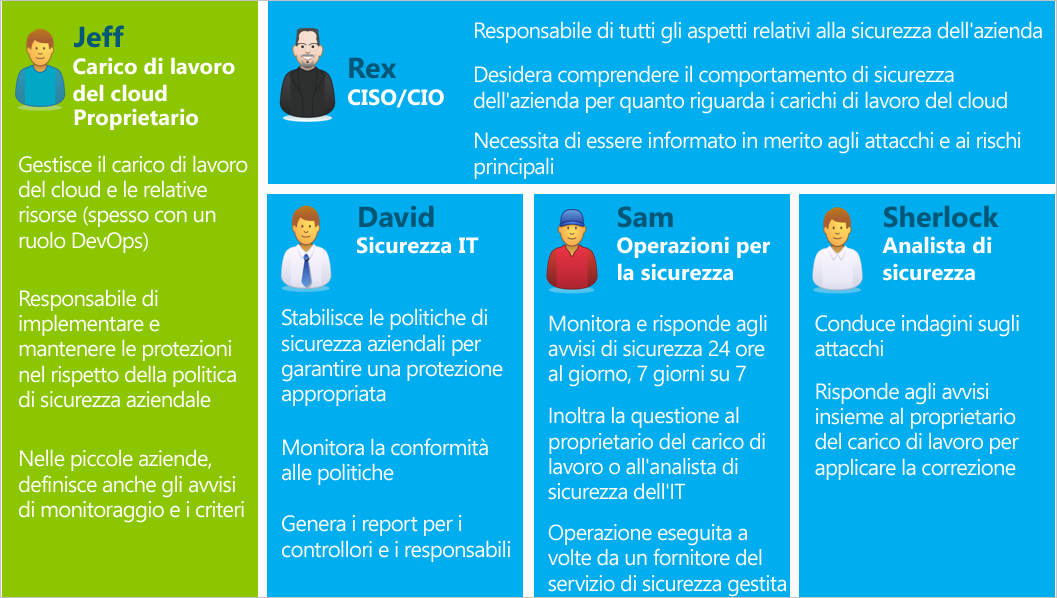 Jeff
Carico di lavoro
del cloud
Proprietario
Gestisce il carico di lavoro
del cloud e le relative
risorse (spesso con un
ruolo DevOps)
Responsabile di
implementare e
mantenere le protezioni
nel rispetto della politica
di sicurezza aziendale
Nelle piccole aziende,
definisce anche gli avvisi
di monitoraggio e i criteri
Rex
CISO/CIO
Responsabile di tutti gli aspetti relativi alla sicurezza dell'azienda
Desidera comprendere il comportamento di sicurezza
dell'azienda per quanto riguarda i carichi di lavoro del cloud
Necessita di essere informato in merito agli attacchi e ai rischi
principali
David
Sicurezza IT
Stabilisce le politiche di
sicurezza aziendali per
garantire una protezione
appropriata
Monitora la conformità
alle politiche
Genera i report per i
controllori e i responsabili
Sam
Operazioni per
la sicurezza
Monitora e risponde agli
avvisi di sicurezza 24 ore
al giorno, 7 giorni su 7
Inoltra la questione al
proprietario del carico di
lavoro o all'analista di
sicurezza dell'IT
Operazione eseguita a
volte da un fornitore del
servizio di sicurezza gestita
Sherlock
Analista di
sicurezza
Conduce indagini sugli
attacchi
Risponde agli avvisi
insieme al proprietario
del carico di lavoro per
applicare la correzione